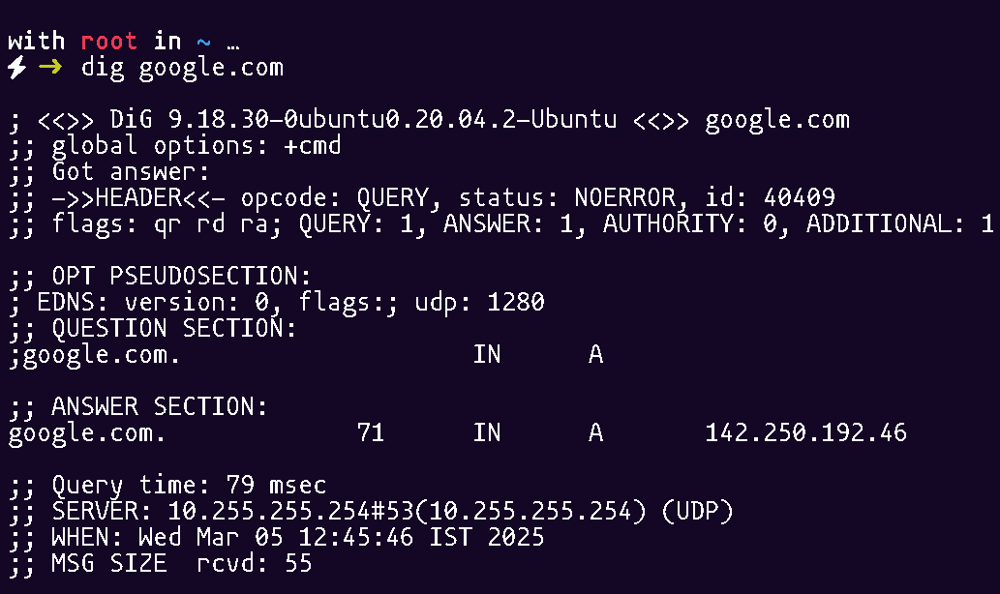 with root in ~ …
⚡ → dig google.com
; <<>> DiG 9.18.30-0ubuntu0.20.04.2-Ubuntu <<>> google.com
;; global options: +cmd
;; Got answer:
;; ->>HEADER<<- opcode: QUERY, status: NOERROR, id: 40409
;; flags: qr rd ra; QUERY: 1, ANSWER: 1, AUTHORITY: 0, ADDITIONAL: 1
;; OPT PSEUDOSECTION:
; EDNS: version: 0, flags:; udp: 1280
;; QUESTION SECTION:
;google.com. IN A
;; ANSWER SECTION:
google.com. 71 IN A 142.250.192.46
;; Query time: 79 msec
;; SERVER: 10.255.255.254#53(10.255.255.254) (UDP)
;; WHEN: Wed Mar 05 12:45:46 IST 2025
;; MSG SIZE  rcvd: 55